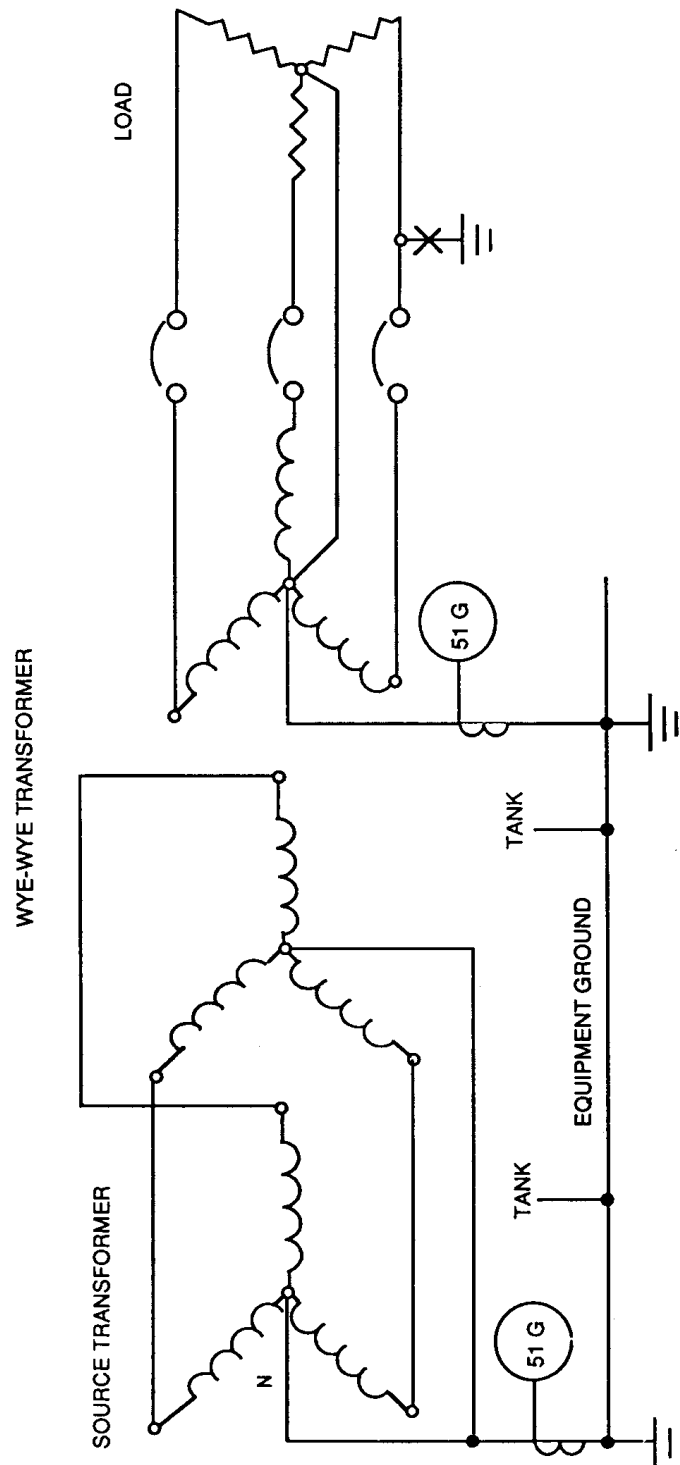 WYE-WYE TRANSFORMER
SOURCE TRANSFORMER
LOAD
N
51 G
51 G
TANK
TANK
EQUIPMENT GROUND